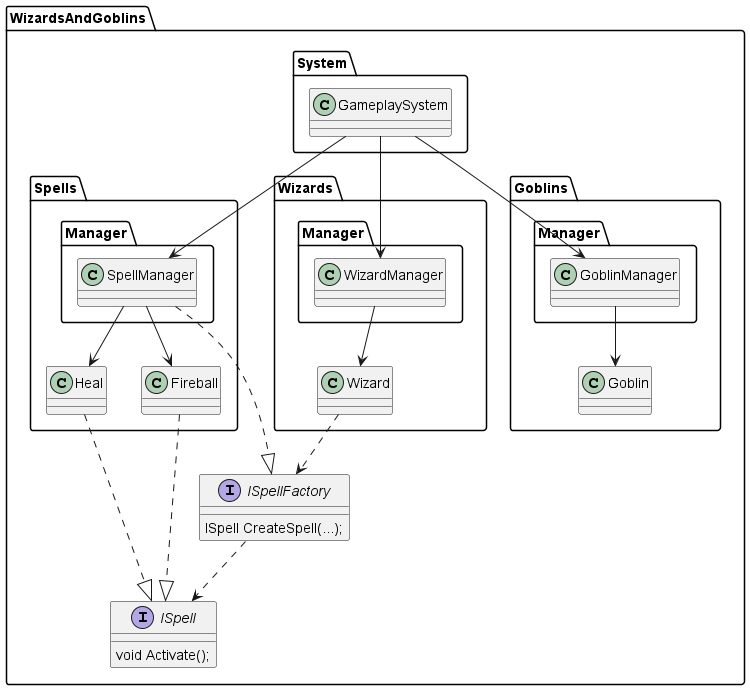 WizardsAndGoblins
System
C GameplaySystem
Spells
Wizards
Goblins
Manager
Manager
Manager
C SpellManager
C WizardManager
C GoblinManager
C Heal
C Fireball
C Wizard
C Goblin
I ISpellFactory
ISpell CreateSpell(...);
I ISpell
void Activate();